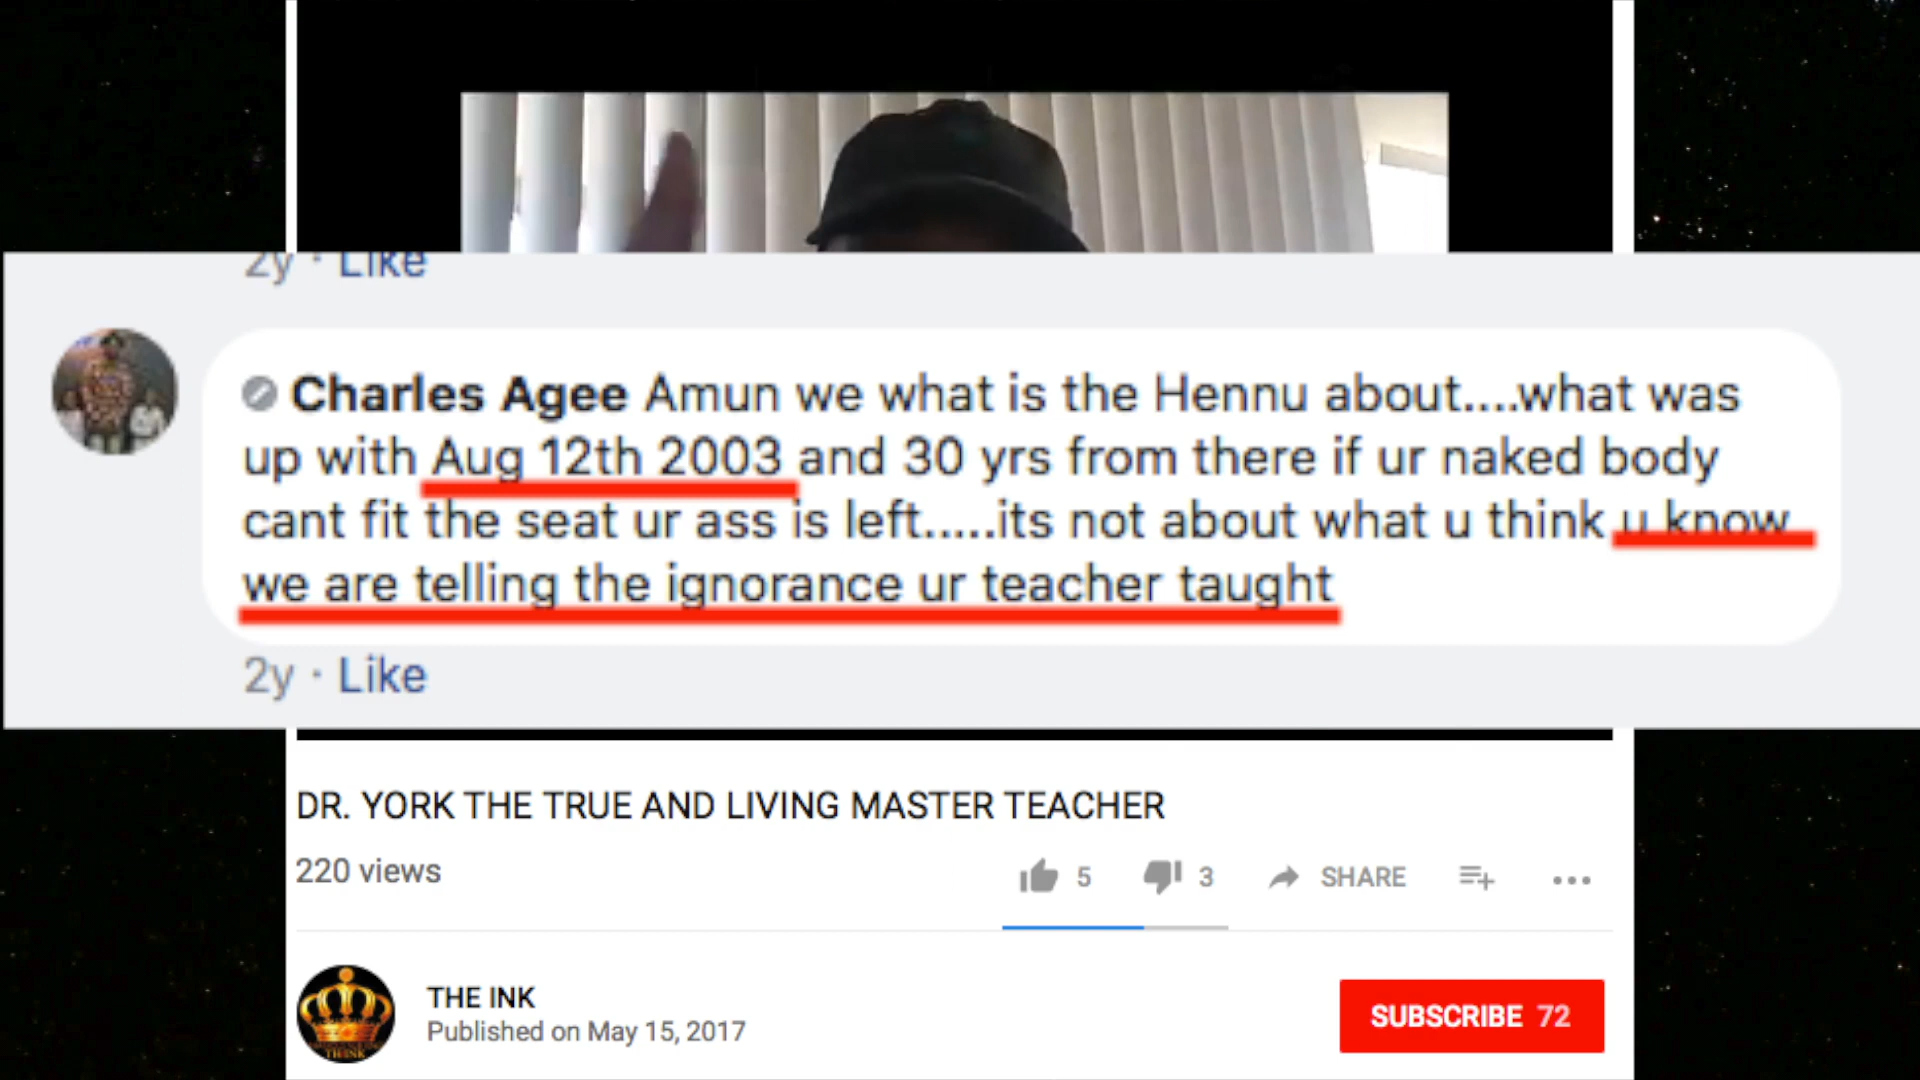 2y · Like
Charles Agee Amun we what is the Hennu about....what was
up with Aug 12th 2003 and 30 yrs from there if ur naked body
cant fit the seat ur ass is left.....its not about what u think u know
we are telling the ignorance ur teacher taught
2y · Like
DR. YORK THE TRUE AND LIVING MASTER TEACHER
220 views
5
3
SHARE
THE INK
Published on May 15, 2017
SUBSCRIBE 72